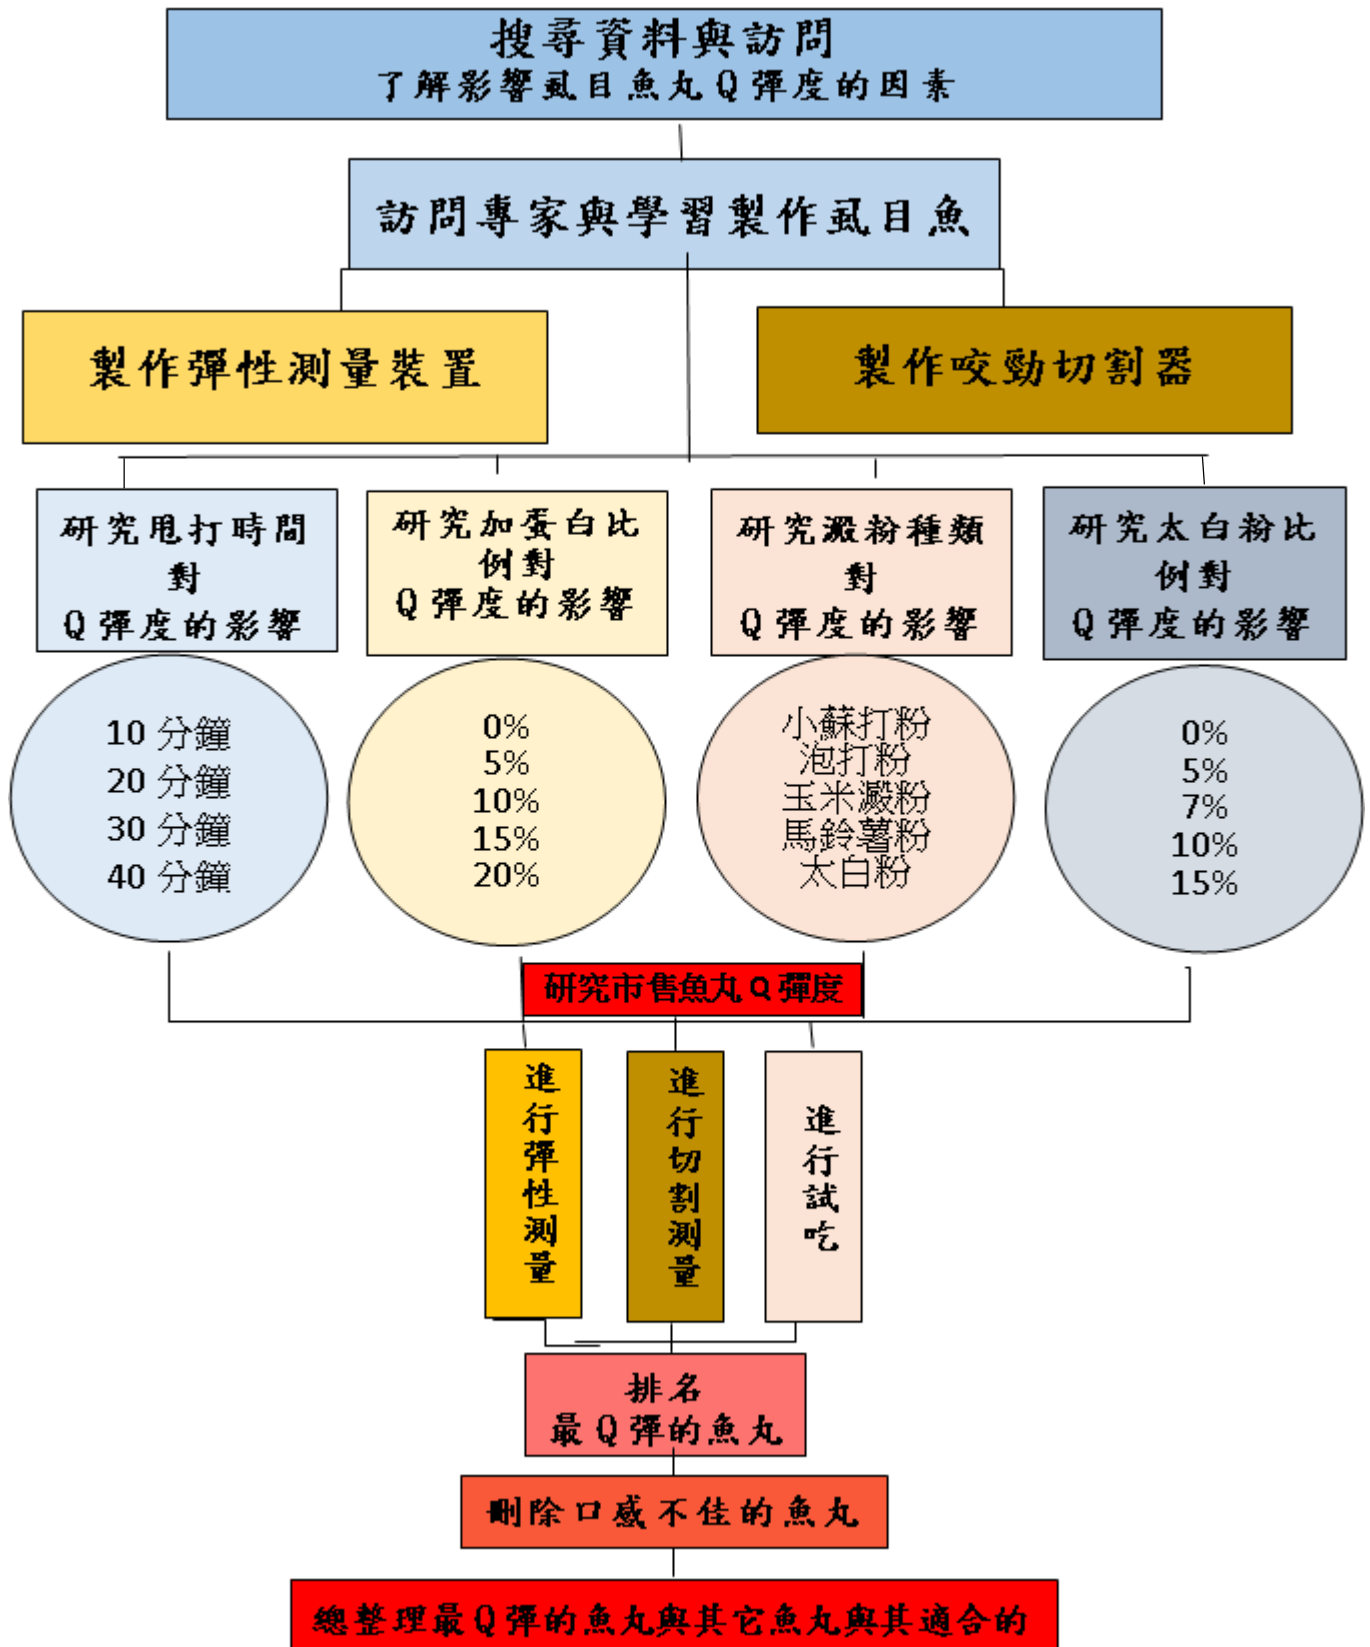 搜尋資料與訪問
了解影響虱目魚丸Q彈度的因素
訪問專家與學習製作虱目魚
製作彈性測量裝置
製作咬勁切割器
研究甩打時間
對
Q彈度的影響
研究加蛋白比
例對
Q彈度的影響
研究澱粉種類
對
Q彈度的影響
研究太白粉比
例對
Q彈度的影響
10 分鐘
20 分鐘
30 分鐘
40 分鐘
0%
5%
10%
15%
20%
小蘇打粉
泡打粉
玉米澱粉
馬鈴薯粉
太白粉
0%
5%
7%
10%
15%
研究市售魚丸Q彈度
進行彈性測量
進行切割測量
進行試吃
排名
最Q彈的魚丸
刪除口感不佳的魚丸
總整理最Q彈的魚丸與其它魚丸與其適合的